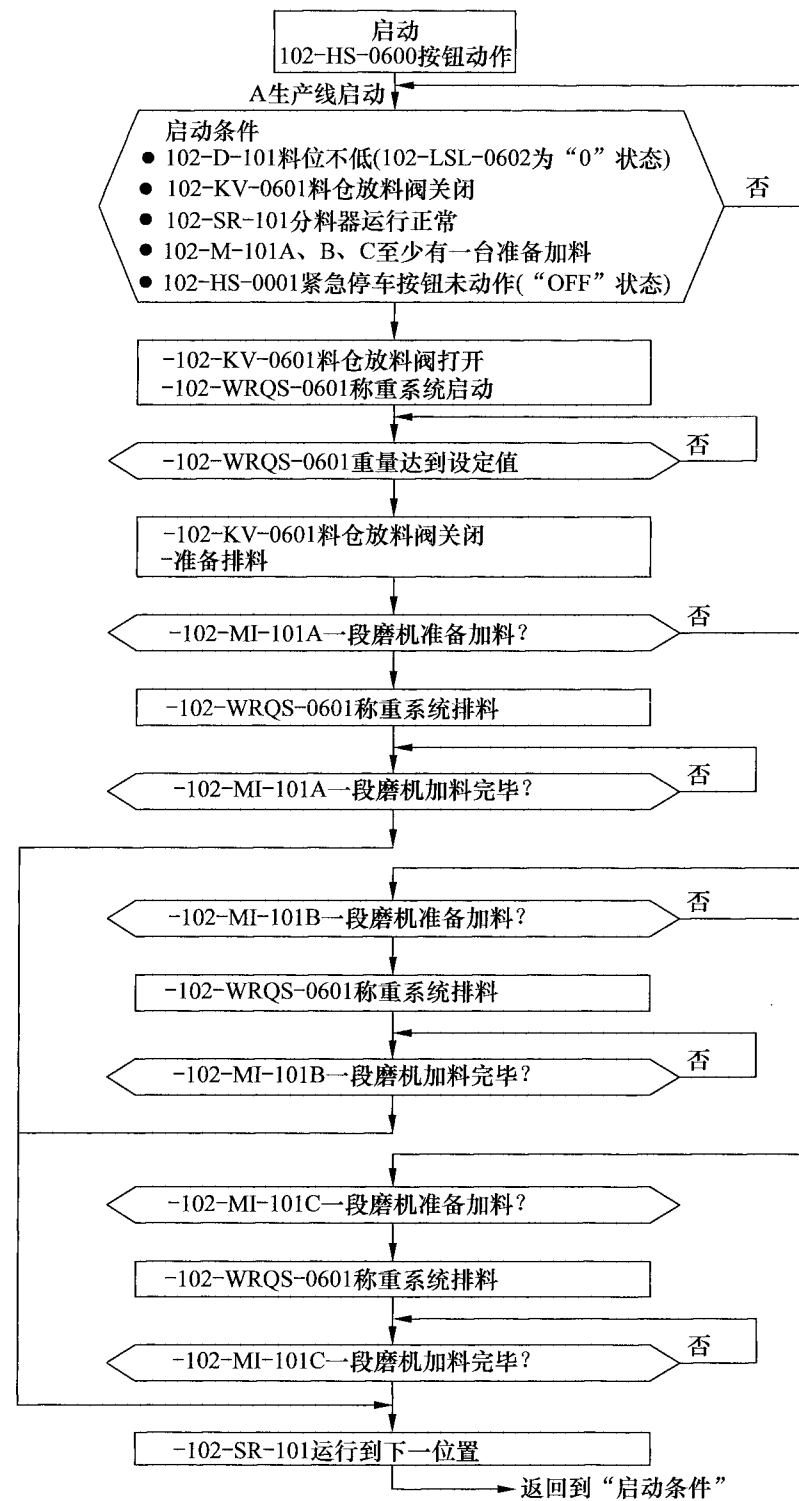 启动
102-HS-0600按钮动作
A生产线启动
启动条件
● 102-D-101料位不低(102-LSL-0602为“0”状态)
● 102-KV-0601料仓放料阀关闭
● 102-SR-101分料器运行正常
● 102-M-101A、B、C至少有一台准备加料
● 102-HS-0001紧急停车按钮未动作(“OFF”状态)
否
-102-KV-0601料仓放料阀打开
-102-WRQS-0601称重系统启动
否
-102-WRQS-0601重量达到设定值
-102-KV-0601料仓放料阀关闭
-准备排料
否
-102-MI-101A一段磨机准备加料?
-102-WRQS-0601称重系统排料
否
-102-MI-101A一段磨机加料完毕?
否
-102-MI-101B一段磨机准备加料?
-102-WRQS-0601称重系统排料
否
-102-MI-101B一段磨机加料完毕?
-102-MI-101C一段磨机准备加料?
-102-WRQS-0601称重系统排料
否
-102-MI-101C一段磨机加料完毕?
-102-SR-101运行到下一位置
返回到“启动条件”